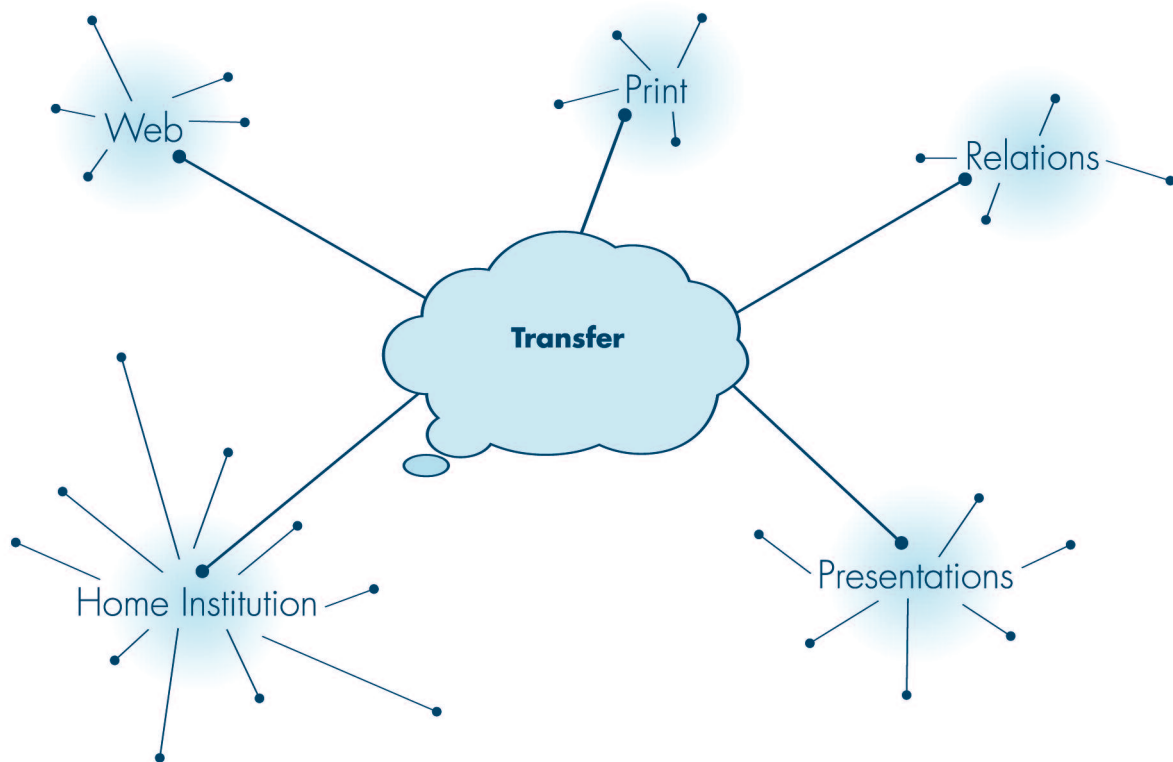 Print
Web
Relations
Transfer
Presentations
Home Institution